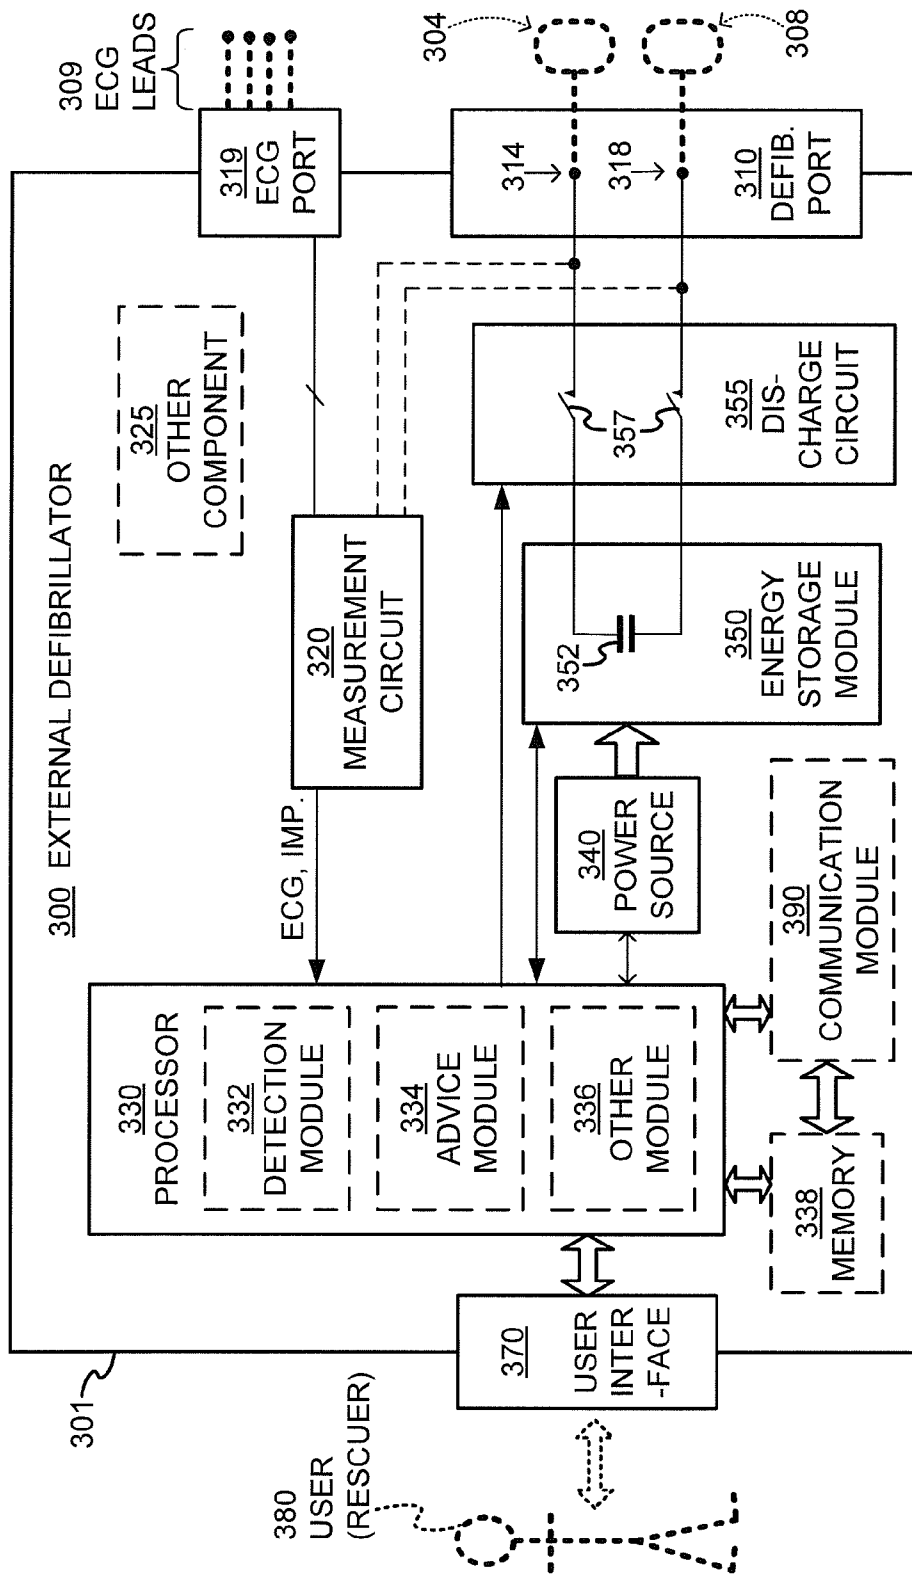 300 EXTERNAL DEFIBRILLATOR
301
380
USER
(RESCUER)
370
USER
INTER
-FACE
330
PROCESSOR
332
DETECTION
MODULE
334
ADVICE
MODULE
336
OTHER
MODULE
338
MEMORY
390
COMMUNICATION
MODULE
ECG, IMP.
320
MEASUREMENT
CIRCUIT
325
OTHER
COMPONENT
340
POWER
SOURCE
352
350
ENERGY
STORAGE
MODULE
357
355
DIS-
CHARGE
CIRCUIT
319
ECG
PORT
309
ECG
LEADS
314
318
310
DEFIB.
PORT
304
308